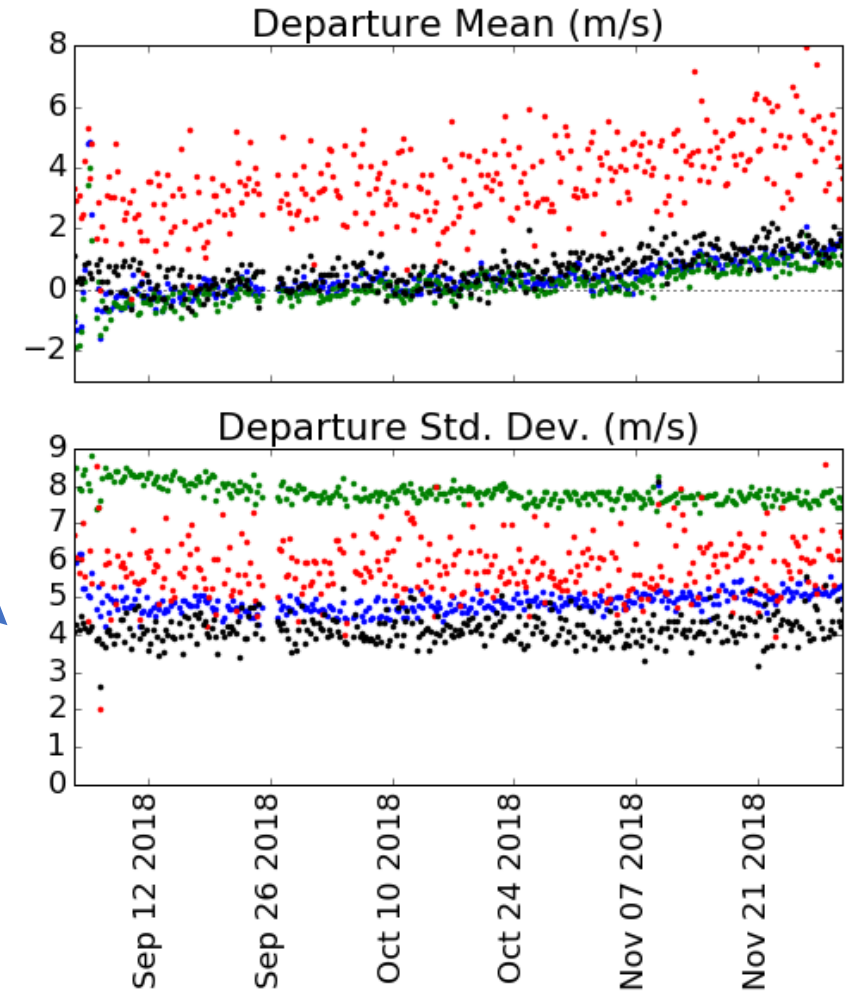 Departure Mean (m/s)
8
6
4
2
0
−2
Departure Std. Dev. (m/s)
9
8
7
6
5
4
3
2
1
0
Sep 12 2018
Sep 26 2018
Oct 10 2018
Oct 24 2018
Nov 07 2018
Nov 21 2018